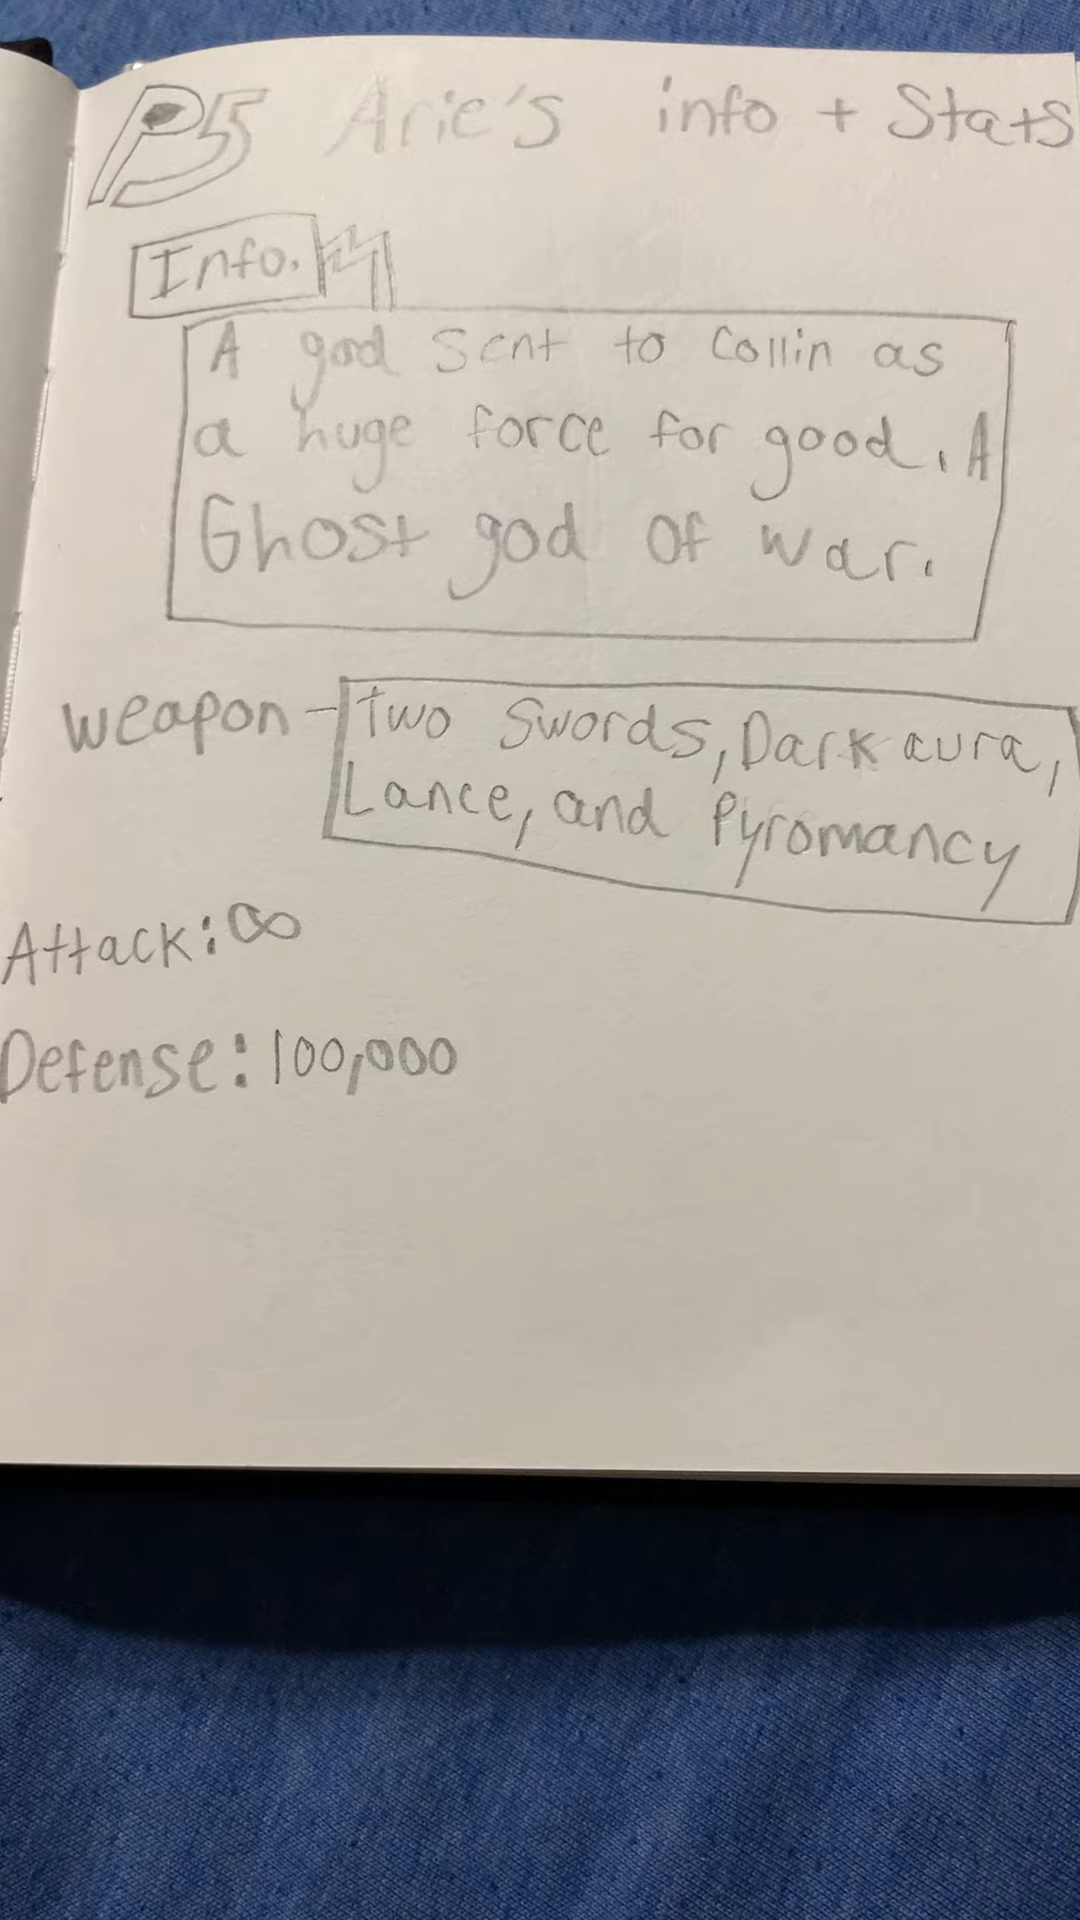 P5 Arie's info + Stats
Info.
A god sent to Collin as
a huge force for good. A
Ghost god of war.
weapon - Two Swords, Dark aura,
Lance, and Pyromancy
Attack: ∞
Defense: 100,000